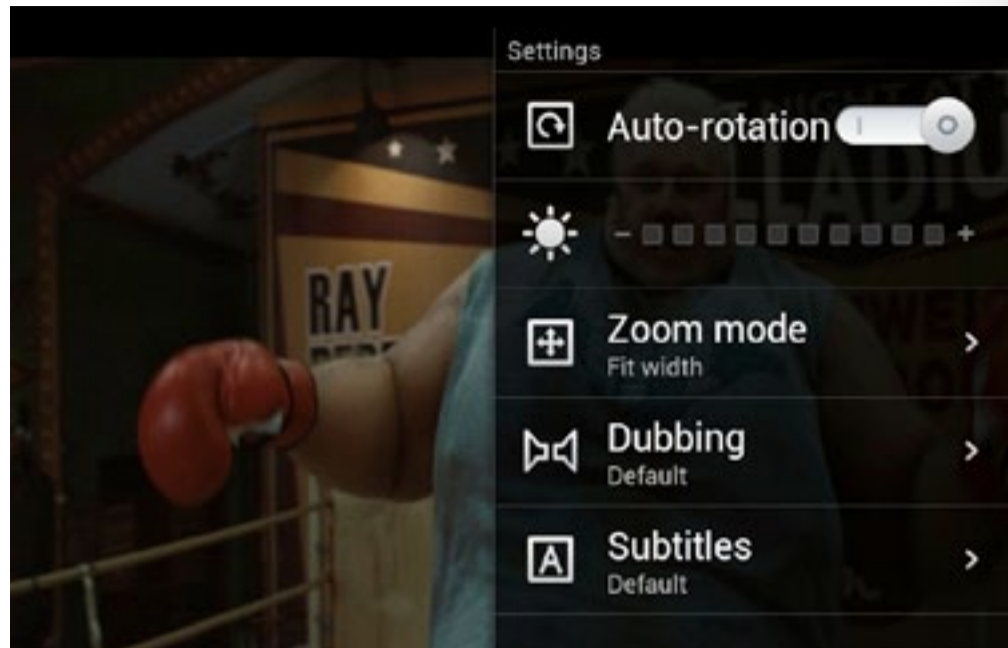 Settings
Auto-rotation
Zoom mode
Fit width
Dubbing
Default
Subtitles
Default
RAY